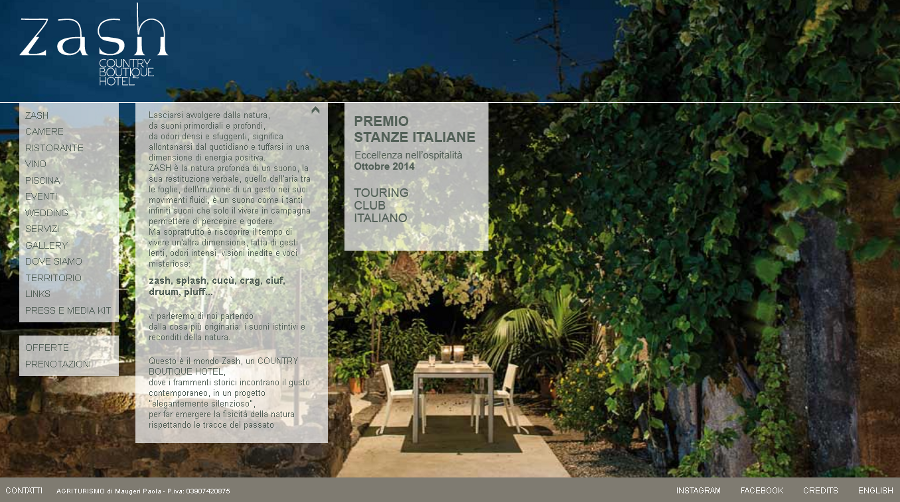 zash
COUNTRY
BOUTIQUE
HOTEL
ZASH
CAMERE
RISTORANTE
VINO
PISCINA
EVENTI
WEDDING
SERVIZI
GALLERY
DOVE SIAMO
TERRITORIO
LINKS
PRESS E MEDIA KIT
OFFERTE
PRENOTAZIONI
Lasciarsi avvolgere dalla natura,
da suoni primordiali e profondi,
da odori densi e sfuggenti, significa
allontanarsi dal quotidiano e tuffarsi in una
dimensione di energia positiva.
ZASH è la natura profonda di un suono, la
sua restituzione verbale, quello dell'aria tra
le foglie, dell'irruzione di un gesto nei suoi
movimenti fluidi, è un suono come i tanti
infiniti suoni che solo il vivere in campagna
permettere di percepire e godere.
Ma soprattutto è riscoprire il tempo di
vivere un'altra dimensione, fatta di gesti
lenti, odori intensi, visioni inedite e voci
misteriose:
zash, splash, cucù, crag, ciuf,
druum, pluff...
vi parleremo di noi partendo
dalla cosa più originaria: i suoni istintivi e
reconditi della natura.
Questo è il mondo Zash, un COUNTRY
BOUTIQUE HOTEL,
dove i frammenti storici incontrano il gusto
contemporaneo, in un progetto
"elegantemente silenzioso",
per far emergere la fisicità della natura
rispettando le tracce del passato
PREMIO
STANZE ITALIANE
Eccellenza nell'ospitalità
Ottobre 2014
TOURING
CLUB
ITALIANO
CONTATTI AGRITURISMO di Maugeri Paola - P.iva: 03907420875
INSTAGRAM FACEBOOK CREDITS ENGLISH